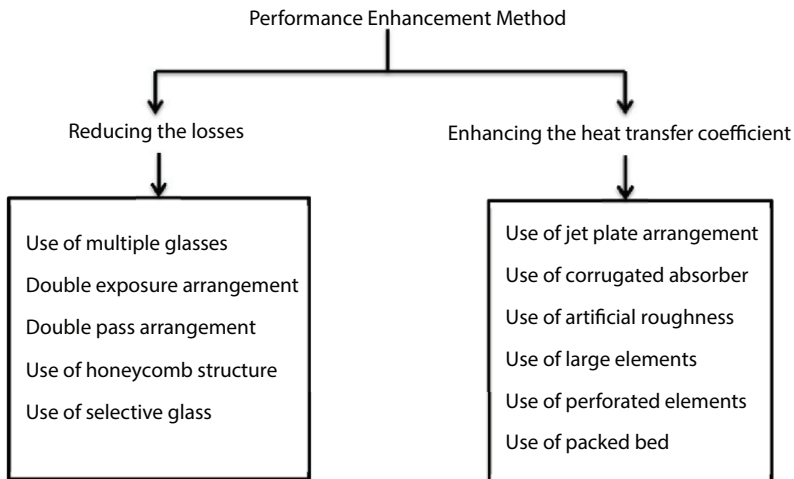 Performance Enhancement Method
Reducing the losses
Enhancing the heat transfer coefficient
Use of multiple glasses
Double exposure arrangement
Double pass arrangement
Use of honeycomb structure
Use of selective glass
Use of jet plate arrangement
Use of corrugated absorber
Use of artificial roughness
Use of large elements
Use of perforated elements
Use of packed bed